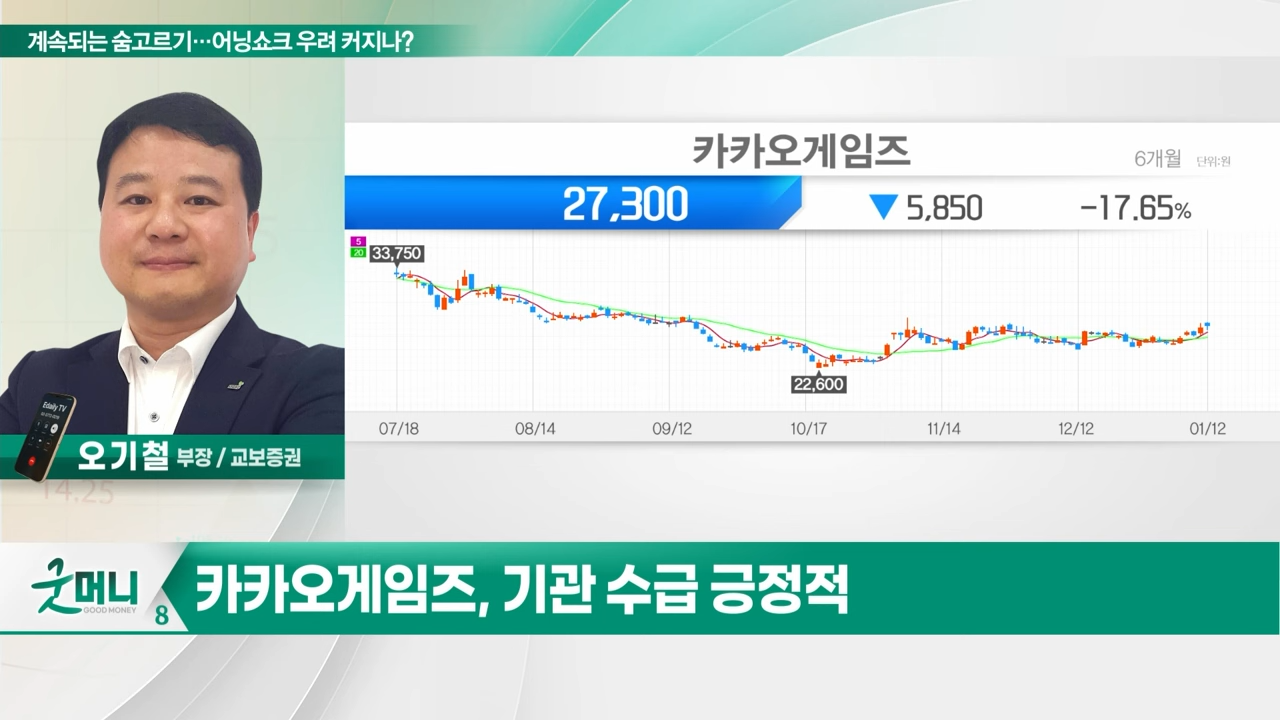 계속되는 숨고르기…어닝쇼크 우려 커지나?
카카오게임즈
6개월 단위:원
27,300 ▼ 5,850 -17.65%
5
20
33,750
22,600
07/18 08/14 09/12 10/17 11/14 12/12 01/12
Edaily TV
오기철 부장 / 교보증권
14.25
굿머니
GOOD MONEY
8
카카오게임즈, 기관 수급 긍정적